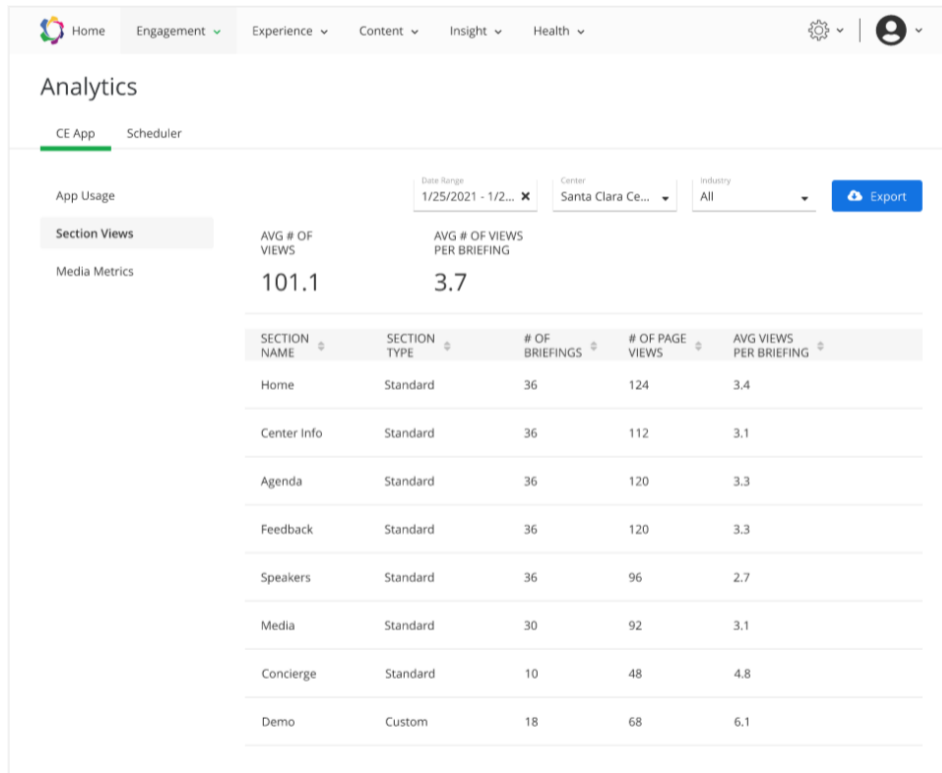 Home Engagement Experience Content Insight Health
Analytics
CE App Scheduler
Date Range Center Industry
App Usage 1/25/2021 - 1/2... Santa Clara Ce... All Export
Section Views
Media Metrics
AVG # OF AVG # OF VIEWS
VIEWS PER BRIEFING
101.1 3.7
SECTION SECTION # OF # OF PAGE AVG VIEWS
NAME TYPE BRIEFINGS VIEWS PER BRIEFING
Home Standard 36 124 3.4
Center Info Standard 36 112 3.1
Agenda Standard 36 120 3.3
Feedback Standard 36 120 3.3
Speakers Standard 36 96 2.7
Media Standard 30 92 3.1
Concierge Standard 10 48 4.8
Demo Custom 18 68 6.1